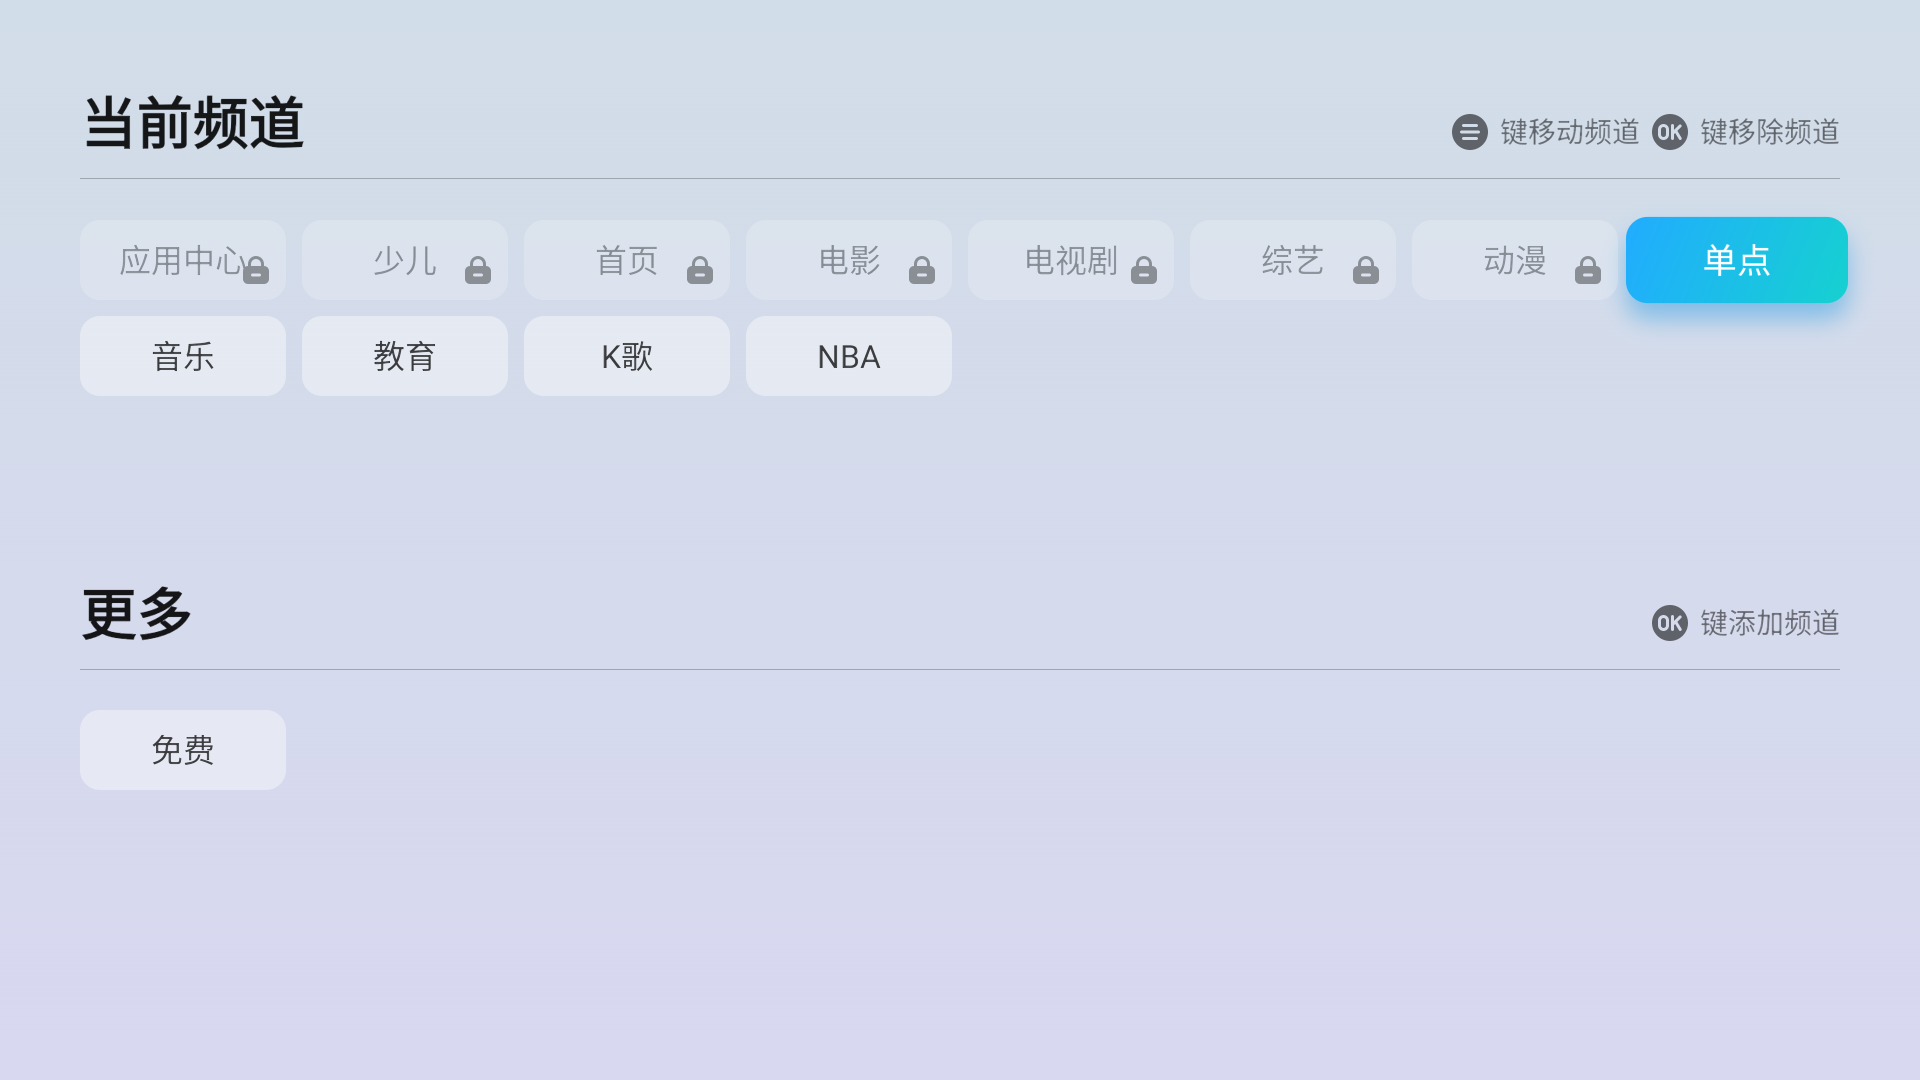 当前频道
键移动频道 OK 键移除频道
应用中心 少儿 首页 电影 电视剧 综艺 动漫 单点
音乐 教育 K歌 NBA
更多
OK 键添加频道
免费